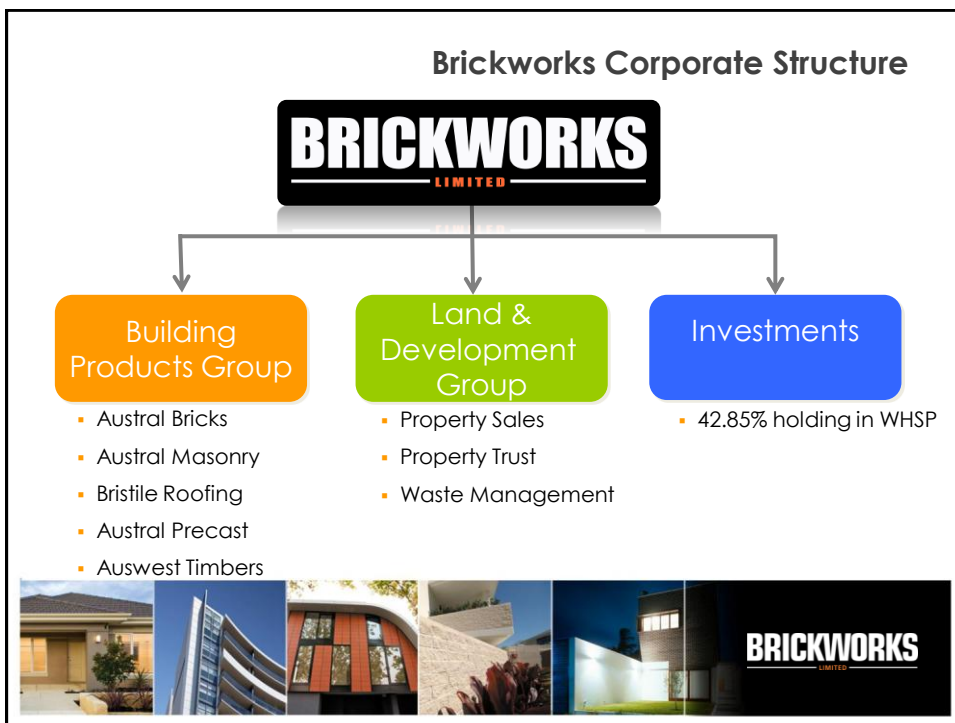 Brickworks Corporate Structure
BRICKWORKS
LIMITED
Building
Products Group
▪ Austral Bricks
▪ Austral Masonry
▪ Bristile Roofing
▪ Austral Precast
▪ Auswest Timbers
Land &
Development
Group
▪ Property Sales
▪ Property Trust
▪ Waste Management
Investments
▪ 42.85% holding in WHSP
BRICKWORKS
LIMITED